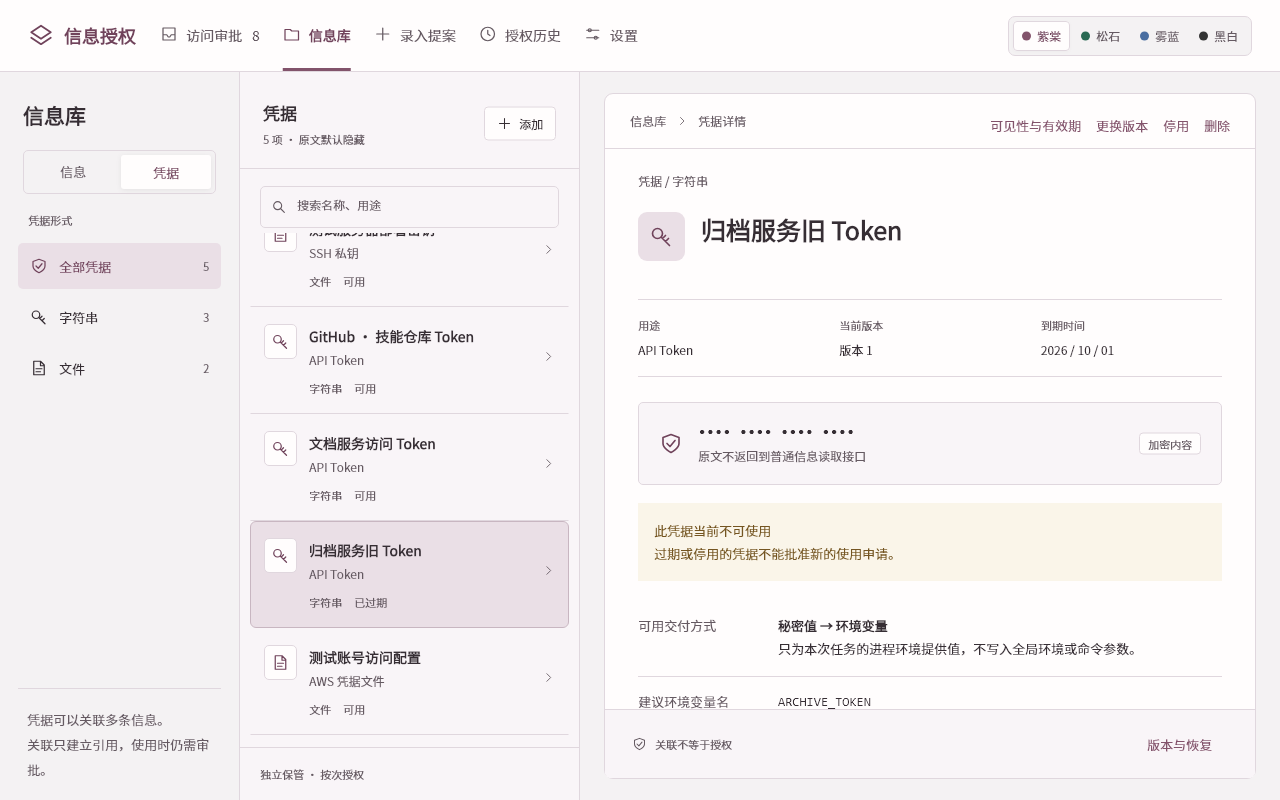 信息授权
访问审批 8
信息库
录入提案
授权历史
设置
紫棠
松石
雾蓝
黑白
信息库
信息
凭据
凭据形式
全部凭据 5
字符串 3
文件 2
凭据可以关联多条信息。
关联只建立引用，使用时仍需审
批。
凭据
5 项 · 原文默认隐藏
添加
搜索名称、用途
SSH 私钥
文件 可用
GitHub · 技能仓库 Token
API Token
字符串 可用
文档服务访问 Token
API Token
字符串 可用
归档服务旧 Token
API Token
字符串 已过期
测试账号访问配置
AWS 凭据文件
文件 可用
独立保管 · 按次授权
信息库 > 凭据详情
可见性与有效期 更换版本 停用 删除
凭据 / 字符串
归档服务旧 Token
用途 当前版本 到期时间
API Token 版本 1 2026 / 10 / 01
•••• •••• •••• ••••
原文不返回到普通信息读取接口
加密内容
此凭据当前不可使用
过期或停用的凭据不能批准新的使用申请。
可用交付方式 秘密值 → 环境变量
只为本次任务的进程环境提供值，不写入全局环境或命令参数。
建议环境变量名 ARCHIVE_TOKEN
关联不等于授权
版本与恢复